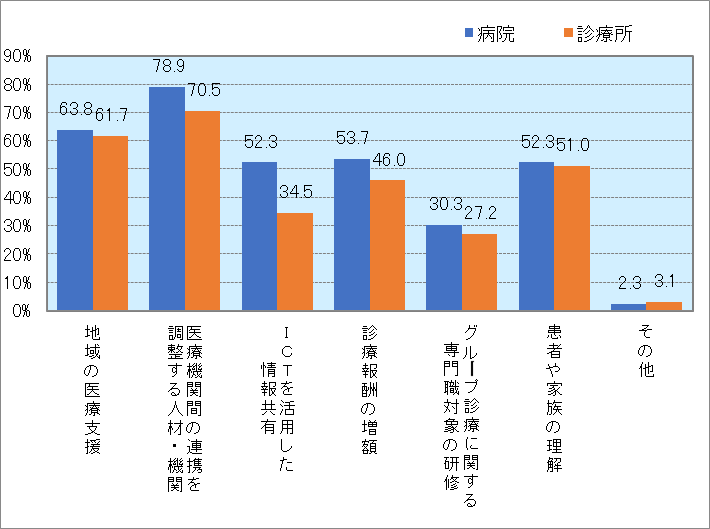 病院 診療所
90%
80%
70%
60%
50%
40%
30%
20%
10%
0%
63.8
61.7
78.9
70.5
52.3
34.5
53.7
46.0
30.3
27.2
52.3
51.0
2.3
3.1
地域の医療支援
医療機関間の連携を
調整する人材・機関
ICTを活用した
情報共有
診療報酬の増額
グループ診療に関する
専門職対象の研修
患者や家族の理解
その他